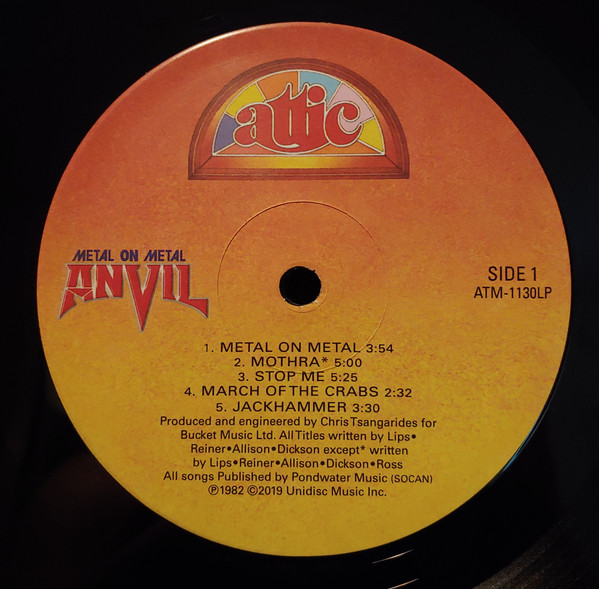 attic
METAL ON METAL
ANVIL
SIDE 1
ATM-1130LP
1. METAL ON METAL 3:54
2. MOTHRA* 5:00
3. STOP ME 5:25
4. MARCH OF THE CRABS 2:32
5. JACKHAMMER 3:30
Produced and engineered by Chris Tsangarides for
Bucket Music Ltd. All Titles written by Lips•
Reiner•Allison•Dickson except* written
by Lips•Reiner•Allison•Dickson•Ross
All songs Published by Pondwater Music (SOCAN)
℗1982 ©2019 Unidisc Music Inc.